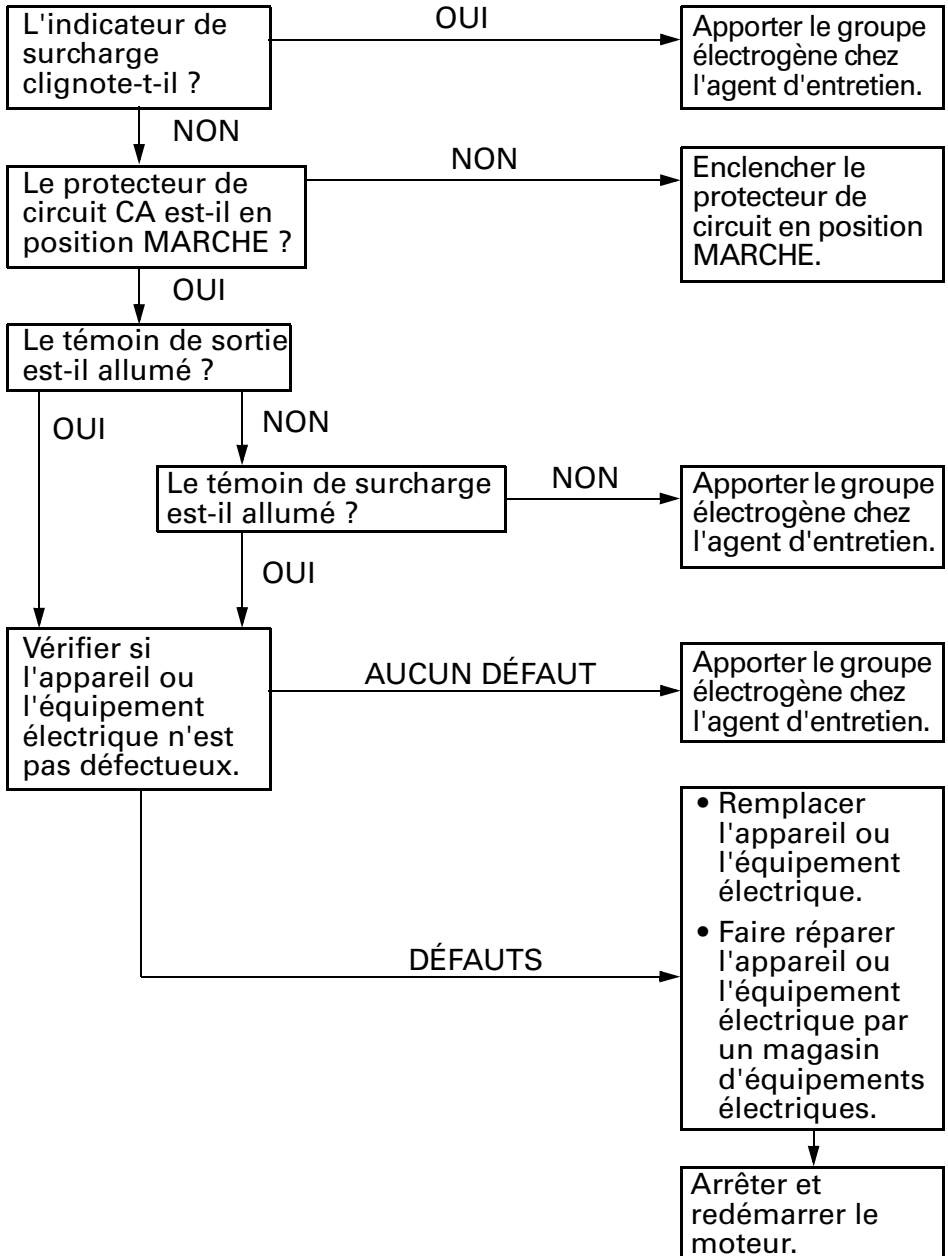 L'indicateur de
surcharge
clignote-t-il ?
OUI
Apporter le groupe
électrogène chez
l'agent d'entretien.
NON
Le protecteur de
circuit CA est-il en
position MARCHE ?
NON
Enclencher le
protecteur de
circuit en position
MARCHE.
OUI
Le témoin de sortie
est-il allumé ?
OUI
NON
Le témoin de surcharge
est-il allumé ?
NON
Apporter le groupe
électrogène chez
l'agent d'entretien.
OUI
Vérifier si
l'appareil ou
l'équipement
électrique n'est
pas défectueux.
AUCUN DÉFAUT
Apporter le groupe
électrogène chez
l'agent d'entretien.
DÉFAUTS
• Remplacer
l'appareil ou
l'équipement
électrique.
• Faire réparer
l'appareil ou
l'équipement
électrique par
un magasin
d'équipements
électriques.
Arrêter et
redémarrer le
moteur.